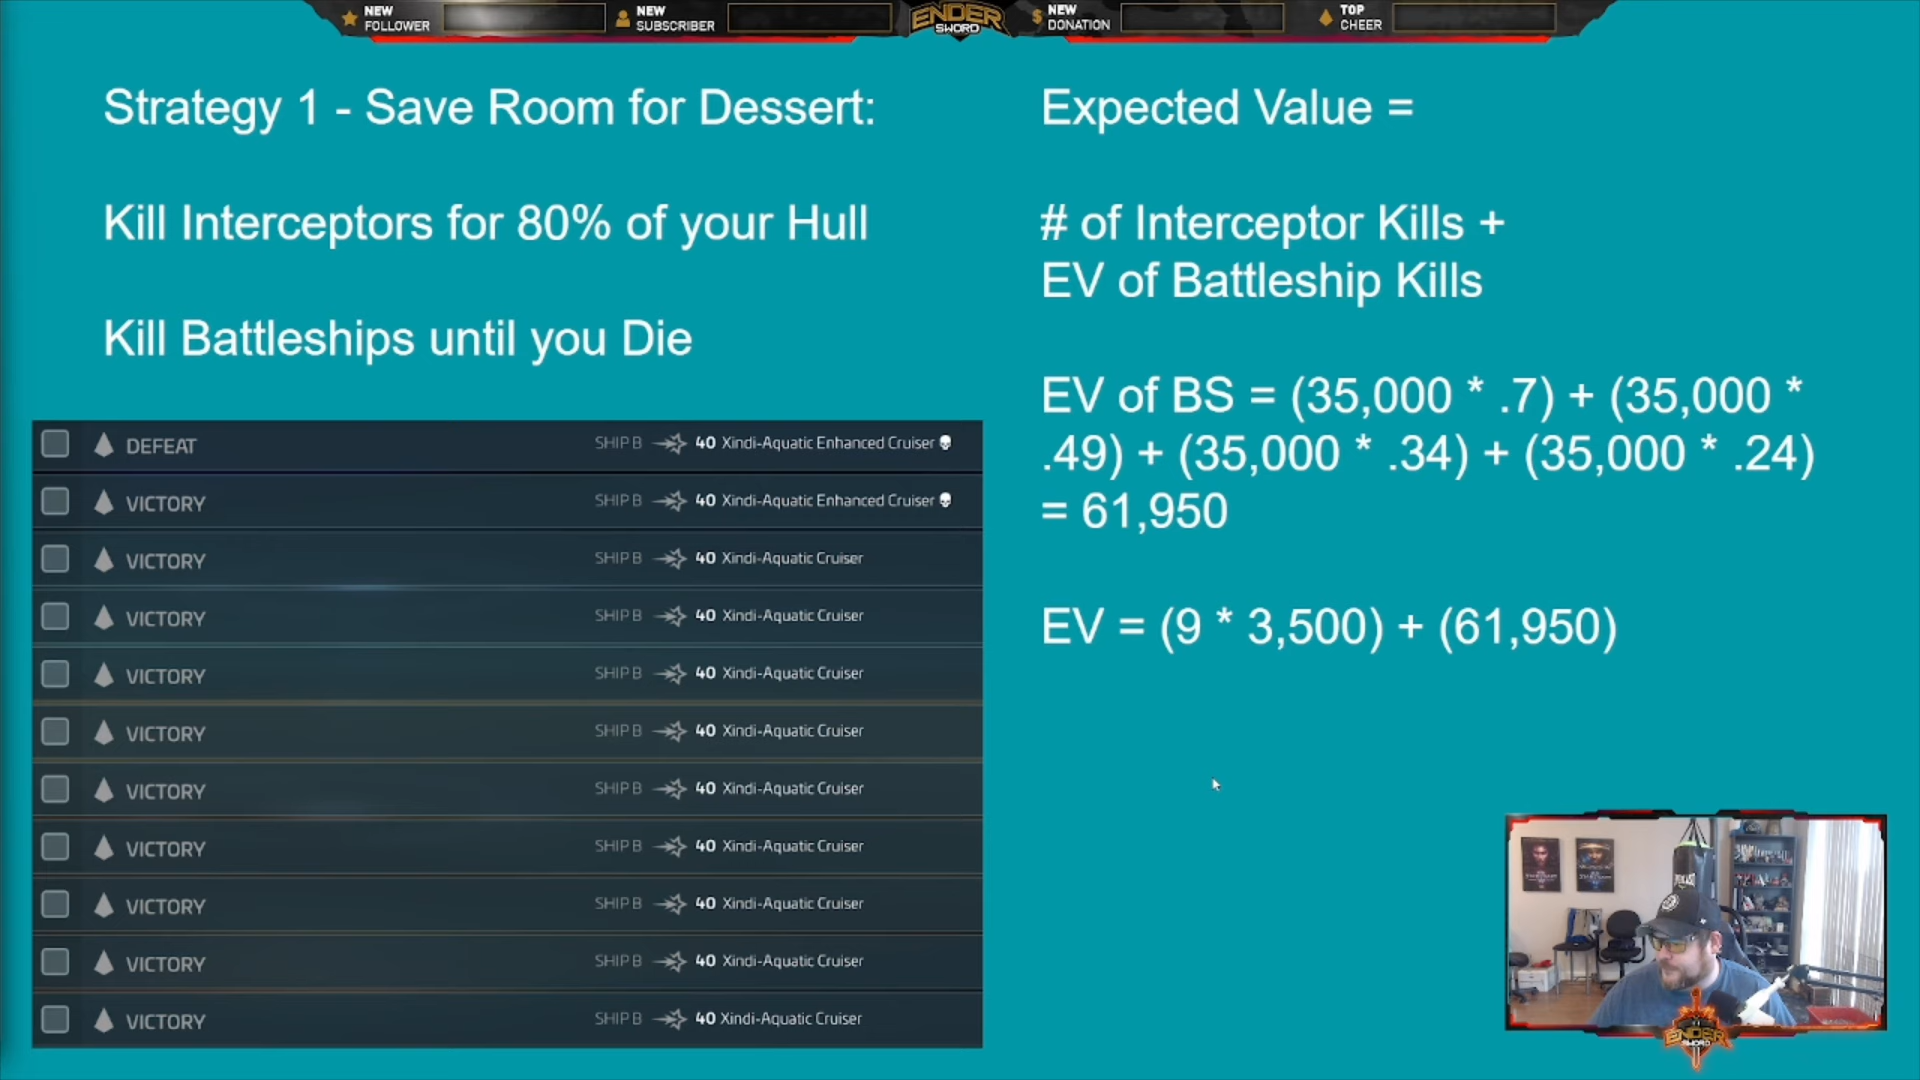 NEW
FOLLOWER
NEW
SUBSCRIBER
ENDER
SWORD
NEW
DONATION
TOP
CHEER
Strategy 1 - Save Room for Dessert:
Kill Interceptors for 80% of your Hull
Kill Battleships until you Die
DEFEAT SHIP B 40 Xindi-Aquatic Enhanced Cruiser
VICTORY SHIP B 40 Xindi-Aquatic Enhanced Cruiser
VICTORY SHIP B 40 Xindi-Aquatic Cruiser
VICTORY SHIP B 40 Xindi-Aquatic Cruiser
VICTORY SHIP B 40 Xindi-Aquatic Cruiser
VICTORY SHIP B 40 Xindi-Aquatic Cruiser
VICTORY SHIP B 40 Xindi-Aquatic Cruiser
VICTORY SHIP B 40 Xindi-Aquatic Cruiser
VICTORY SHIP B 40 Xindi-Aquatic Cruiser
VICTORY SHIP B 40 Xindi-Aquatic Cruiser
VICTORY SHIP B 40 Xindi-Aquatic Cruiser
Expected Value =
# of Interceptor Kills +
EV of Battleship Kills
EV of BS = (35,000 * .7) + (35,000 *
.49) + (35,000 * .34) + (35,000 * .24)
= 61,950
EV = (9 * 3,500) + (61,950)
ENDER
SWORD